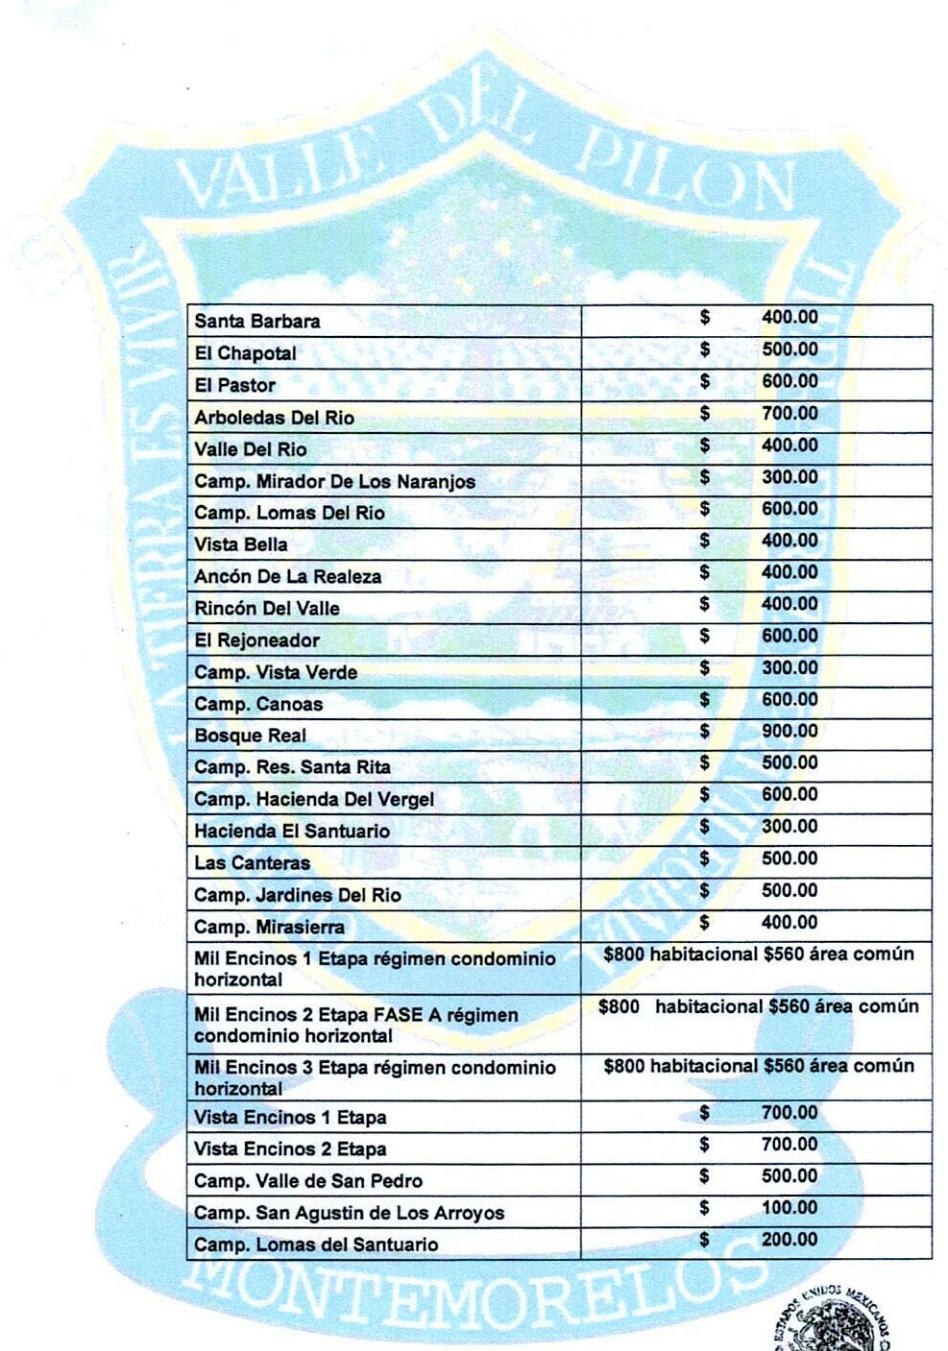 VALLE DEL PILON
LA TIERRA ES VIVIR
Santa Barbara $ 400.00
El Chapotal $ 500.00
El Pastor $ 600.00
Arboledas Del Rio $ 700.00
Valle Del Rio $ 400.00
Camp. Mirador De Los Naranjos $ 300.00
Camp. Lomas Del Rio $ 600.00
Vista Bella $ 400.00
Ancón De La Realeza $ 400.00
Rincón Del Valle $ 400.00
El Rejoneador $ 600.00
Camp. Vista Verde $ 300.00
Camp. Canoas $ 600.00
Bosque Real $ 900.00
Camp. Res. Santa Rita $ 500.00
Camp. Hacienda Del Vergel $ 600.00
Hacienda El Santuario $ 300.00
Las Canteras $ 500.00
Camp. Jardines Del Rio $ 500.00
Camp. Mirasierra $ 400.00
Mil Encinos 1 Etapa régimen condominio $800 habitacional $560 área común
horizontal
Mil Encinos 2 Etapa FASE A régimen $800 habitacional $560 área común
condominio horizontal
Mil Encinos 3 Etapa régimen condominio $800 habitacional $560 área común
horizontal
Vista Encinos 1 Etapa $ 700.00
Vista Encinos 2 Etapa $ 700.00
Camp. Valle de San Pedro $ 500.00
Camp. San Agustin de Los Arroyos $ 100.00
Camp. Lomas del Santuario $ 200.00
MONTEMORELOS
ESTADOS UNIDOS MEXICANOS